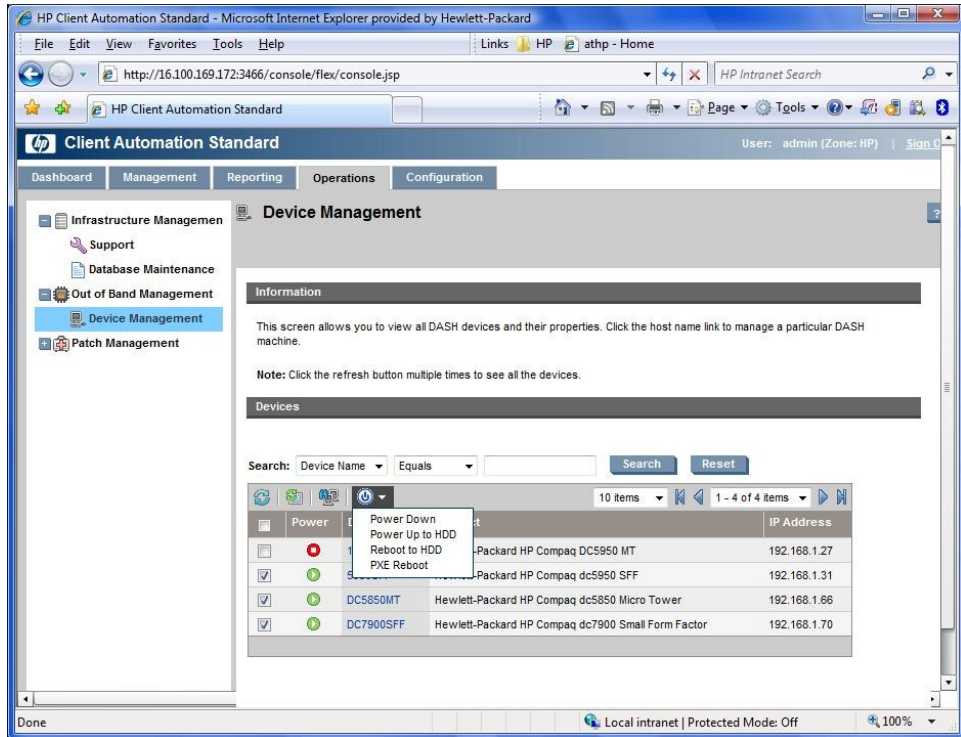 HP Client Automation Standard - Microsoft Internet Explorer provided by Hewlett-Packard
File Edit View Favorites Tools Help Links HP athp - Home
http://16.100.169.172:3466/console/flex/console.jsp HP Intranet Search
HP Client Automation Standard Page Tools
hp Client Automation Standard User: admin (Zone: HP) | Sign O
Dashboard Management Reporting Operations Configuration
Infrastructure Managemen
Support
Database Maintenance
Out of Band Management
Device Management
Patch Management
Device Management ?
Information
This screen allows you to view all DASH devices and their properties. Click the host name link to manage a particular DASH
machine.
Note: Click the refresh button multiple times to see all the devices.
Devices
Search: Device Name Equals Search Reset
10 items 1 - 4 of 4 items
Power IP Address
Power Down
Power Up to HDD
Reboot to HDD
PXE Reboot
-Packard HP Compaq DC5950 MT 192.168.1.27
Hewlett-Packard HP Compaq dc5950 SFF 192.168.1.31
DC5850MT Hewlett-Packard HP Compaq dc5850 Micro Tower 192.168.1.66
DC7900SFF Hewlett-Packard HP Compaq dc7900 Small Form Factor 192.168.1.70
Done Local intranet | Protected Mode: Off 100%